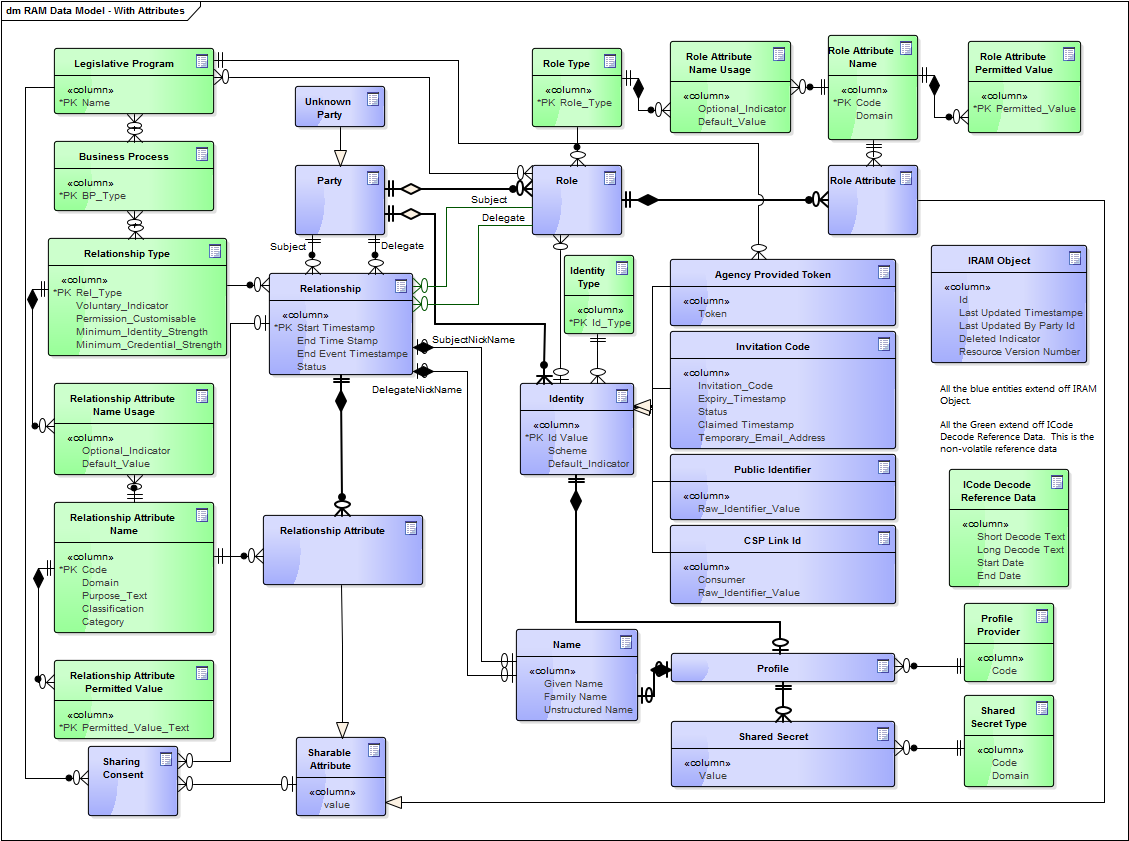 dm RAM Data Model - With Attributes
Legislative Program
«column»
*PK Name
Business Process
«column»
*PK BP_Type
Relationship Type
«column»
*PK Rel_Type
Voluntary_Indicator
Permission_Customisable
Minimum_Identity_Strength
Minimum_Credential_Strength
Relationship Attribute
Name Usage
«column»
Optional_Indicator
Default_Value
Relationship Attribute
Name
«column»
*PK Code
Domain
Purpose_Text
Classification
Category
Relationship Attribute
Permitted Value
«column»
*PK Permitted_Value_Text
Sharing
Consent
Unknown
Party
Party
Subject
Delegate
Subject
Delegate
Relationship
«column»
*PK Start Timestamp
End Time Stamp
End Event Timestampe
Status
SubjectNickName
DelegateNickName
Relationship Attribute
Sharable
Attribute
«column»
value
Role Type
«column»
*PK Role_Type
Role Attribute
Name Usage
«column»
Optional_Indicator
Default_Value
Role Attribute
Name
«column»
*PK Code
Domain
Role Attribute
Permitted Value
«column»
*PK Permitted_Value
Role
Role Attribute
Identity
Type
«column»
*PK Id_Type
Identity
«column»
*PK Id Value
Scheme
Default_Indicator
Agency Provided Token
«column»
Token
Invitation Code
«column»
Invitation_Code
Expiry_Timestamp
Status
Claimed Timestamp
Temporary_Email_Address
Public Identifier
«column»
Raw_Identifier_Value
CSP Link Id
«column»
Consumer
Raw_Identifier_Value
IRAM Object
«column»
Id
Last Updated Timestampe
Last Updated By Party Id
Deleted Indicator
Resource Version Number
All the blue entities extend off IRAM
Object.
All the Green extend off ICode
Decode Reference Data. This is the
non-volatile reference data
ICode Decode
Reference Data
«column»
Short Decode Text
Long Decode Text
Start Date
End Date
Name
«column»
Given Name
Family Name
Unstructured Name
Profile
Profile
Provider
«column»
Code
Shared Secret
«column»
Value
Shared
Secret Type
«column»
Code
Domain